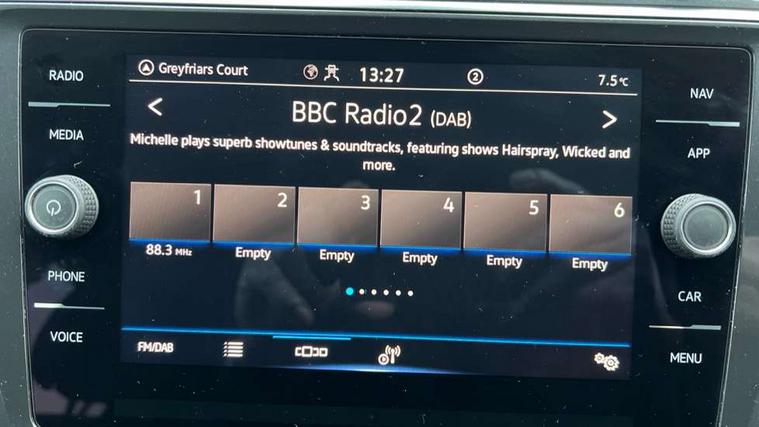 RADIO
MEDIA
PHONE
VOICE
Greyfriars Court
13:27
2
7.5°C
BBC Radio2 (DAB)
Michelle plays superb showtunes & soundtracks, featuring shows Hairspray, Wicked and
more.
1 2 3 4 5 6
88.3 MHz Empty Empty Empty Empty Empty
FM/DAB
NAV
APP
CAR
MENU